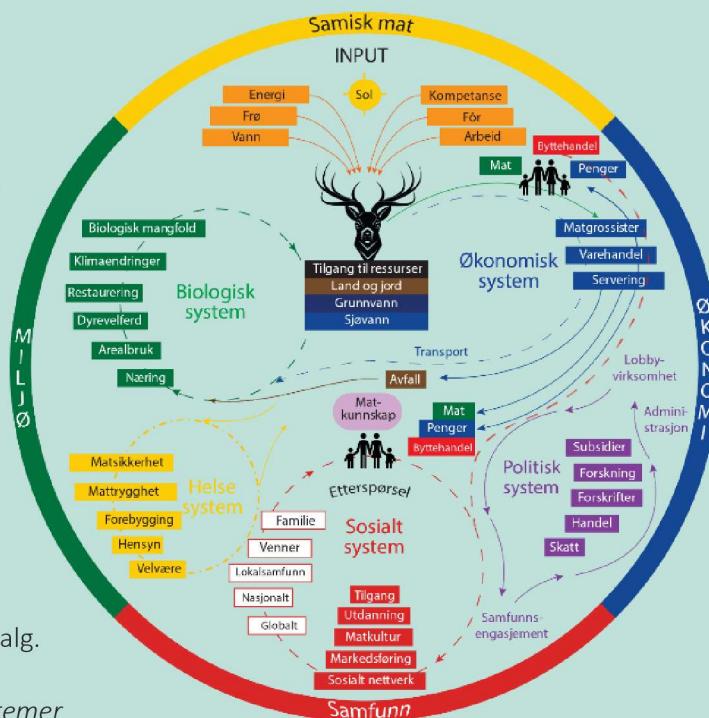 Samisk mat
INPUT
Energi
Frø
Vann
Sol
Kompetanse
Fôr
Arbeid
Byttehandel
Mat
Penger
Matgrossister
Varehandel
Servering
Økonomisk
system
Biologisk mangfold
Klimaendringer
Restaurering
Dyrevelferd
Arealbruk
Næring
Biologisk
system
Tilgang til ressurser
Land og jord
Grunnvann
Sjøvann
MILJØ
ØKONOMI
Transport
Avfall
Mat-
kunnskap
Mat
Penger
Byttehandel
Lobby-
virksomhet
Admini-
strasjon
Subsidier
Forskning
Forskrifter
Handel
Skatt
Politisk
system
Samfunns-
engasjement
Matsikkerhet
Mattrygghet
Forebygging
Hensyn
Velvære
Helse
system
Etterspørsel
Sosialt
system
Familie
Venner
Lokalsamfunn
Nasjonalt
Globalt
Tilgang
Utdanning
Matkultur
Markedsføring
Sosialt nettverk
Samfunn
alg.
temer